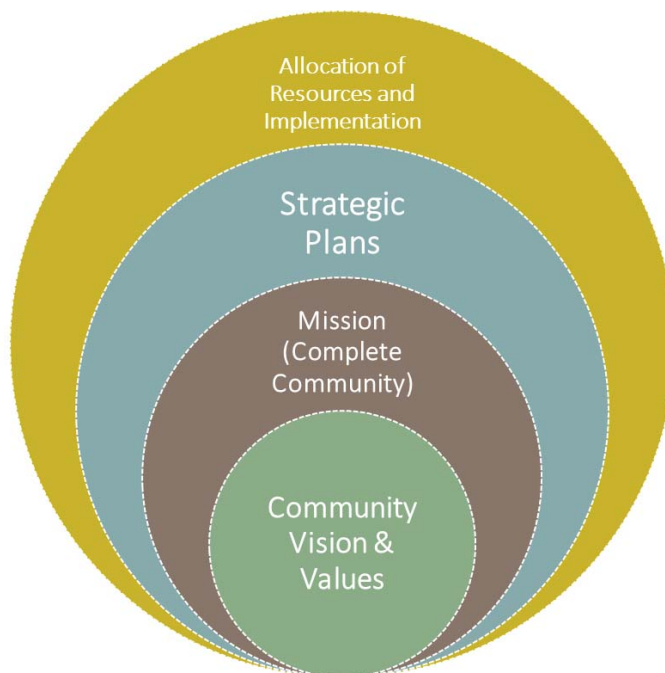 Allocation of
Resources and
Implementation
Strategic
Plans
Mission
(Complete
Community)
Community
Vision &
Values